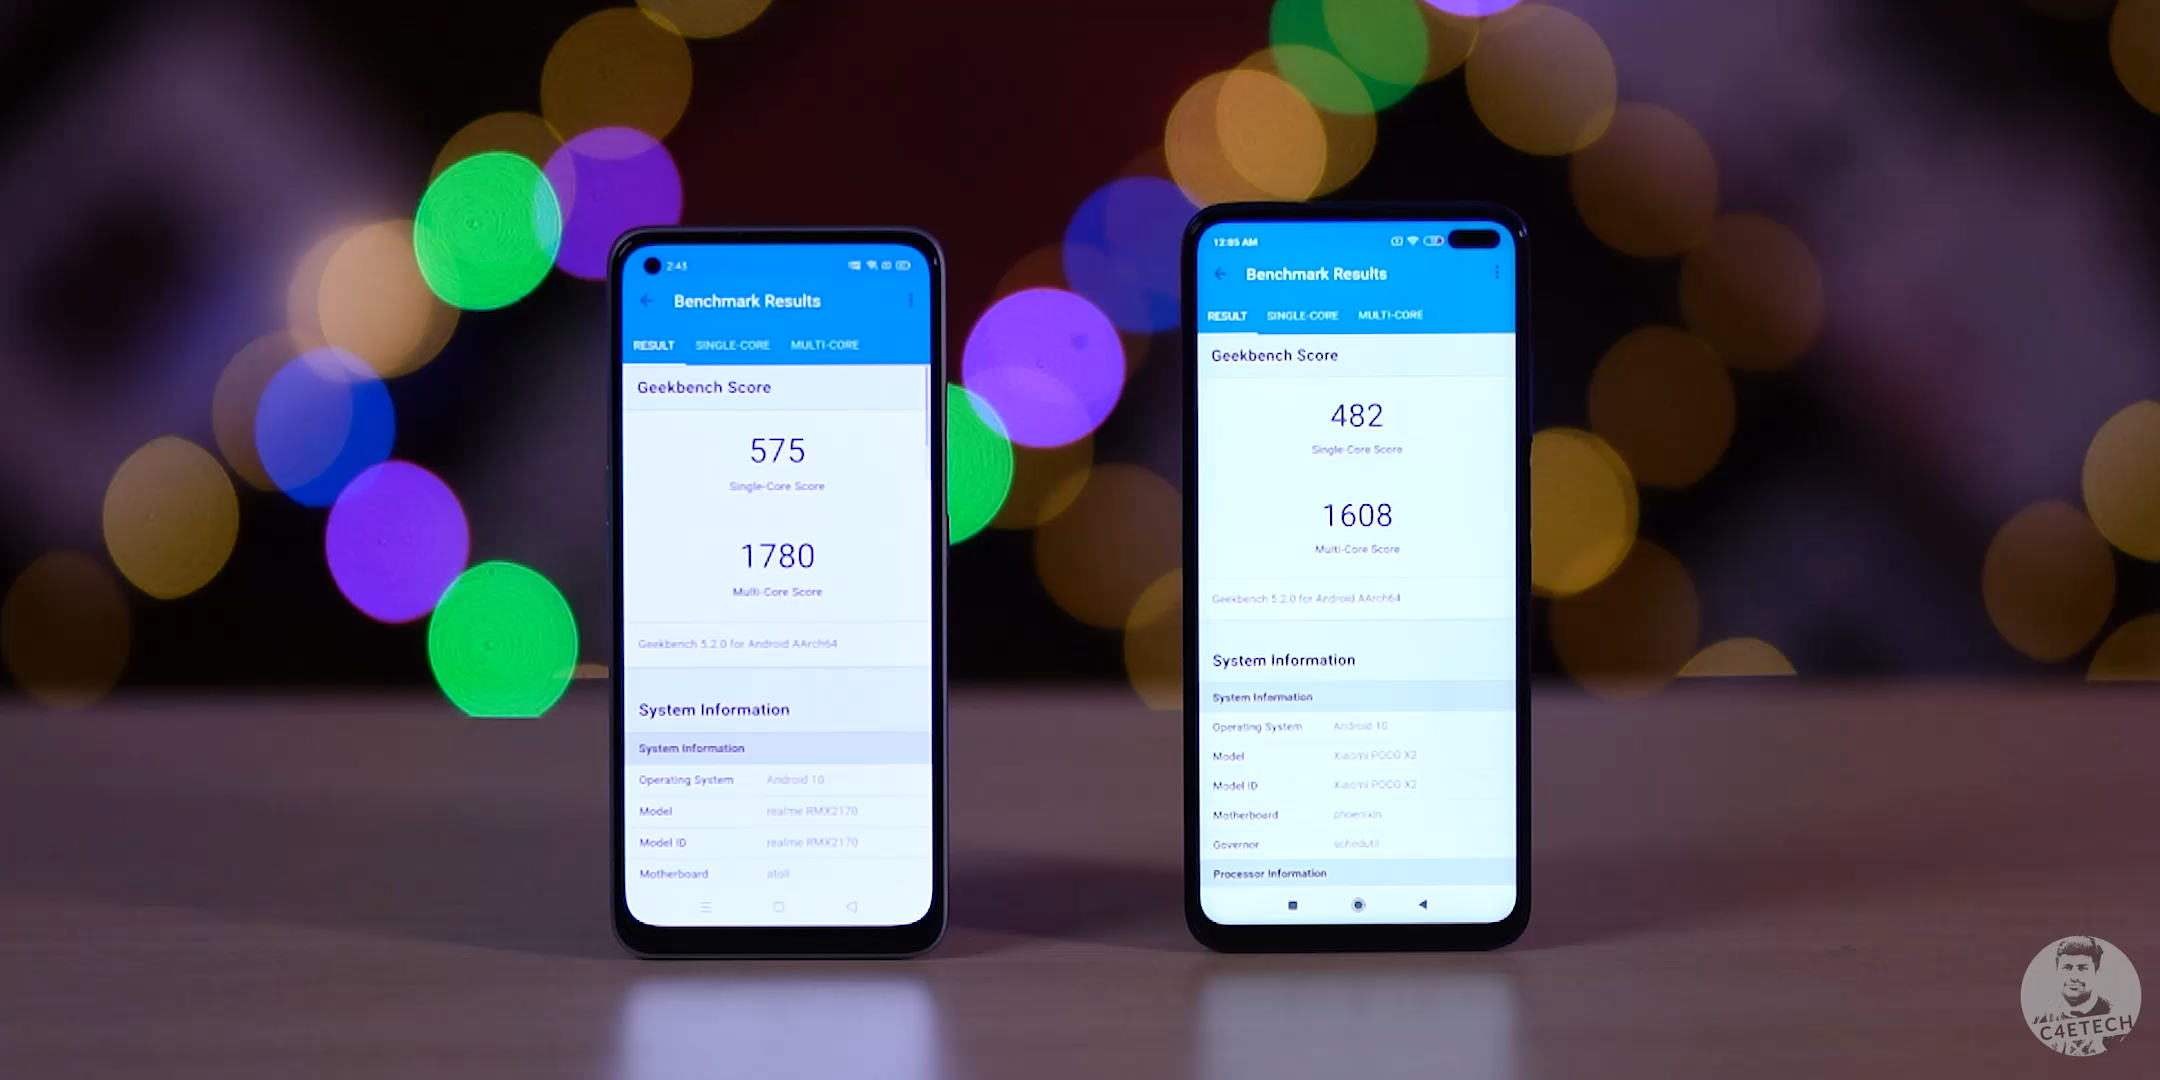 2:43
Benchmark Results
RESULT SINGLE-CORE MULTI-CORE
Geekbench Score
575
Single-Core Score
1780
Multi-Core Score
Geekbench 5.2.0 for Android AArch64
System Information
System Information
Operating System Android 10
Model realme RMX2170
Model ID realme RMX2170
Motherboard atoll
12:05 AM
Benchmark Results
RESULT SINGLE-CORE MULTI-CORE
Geekbench Score
482
Single-Core Score
1608
Multi-Core Score
Geekbench 5.2.0 for Android AArch64
System Information
System Information
Operating System Android 10
Model Xiaomi POCO X2
Model ID Xiaomi POCO X2
Motherboard phoenixin
Governor schedutil
Processor Information
C4ETECH